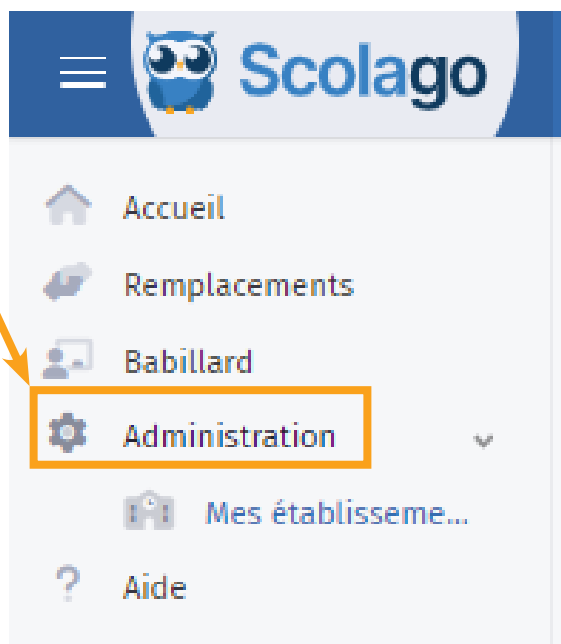 Scolago
Accueil
Remplacements
Babillard
Administration
Mes établisseme...
? Aide